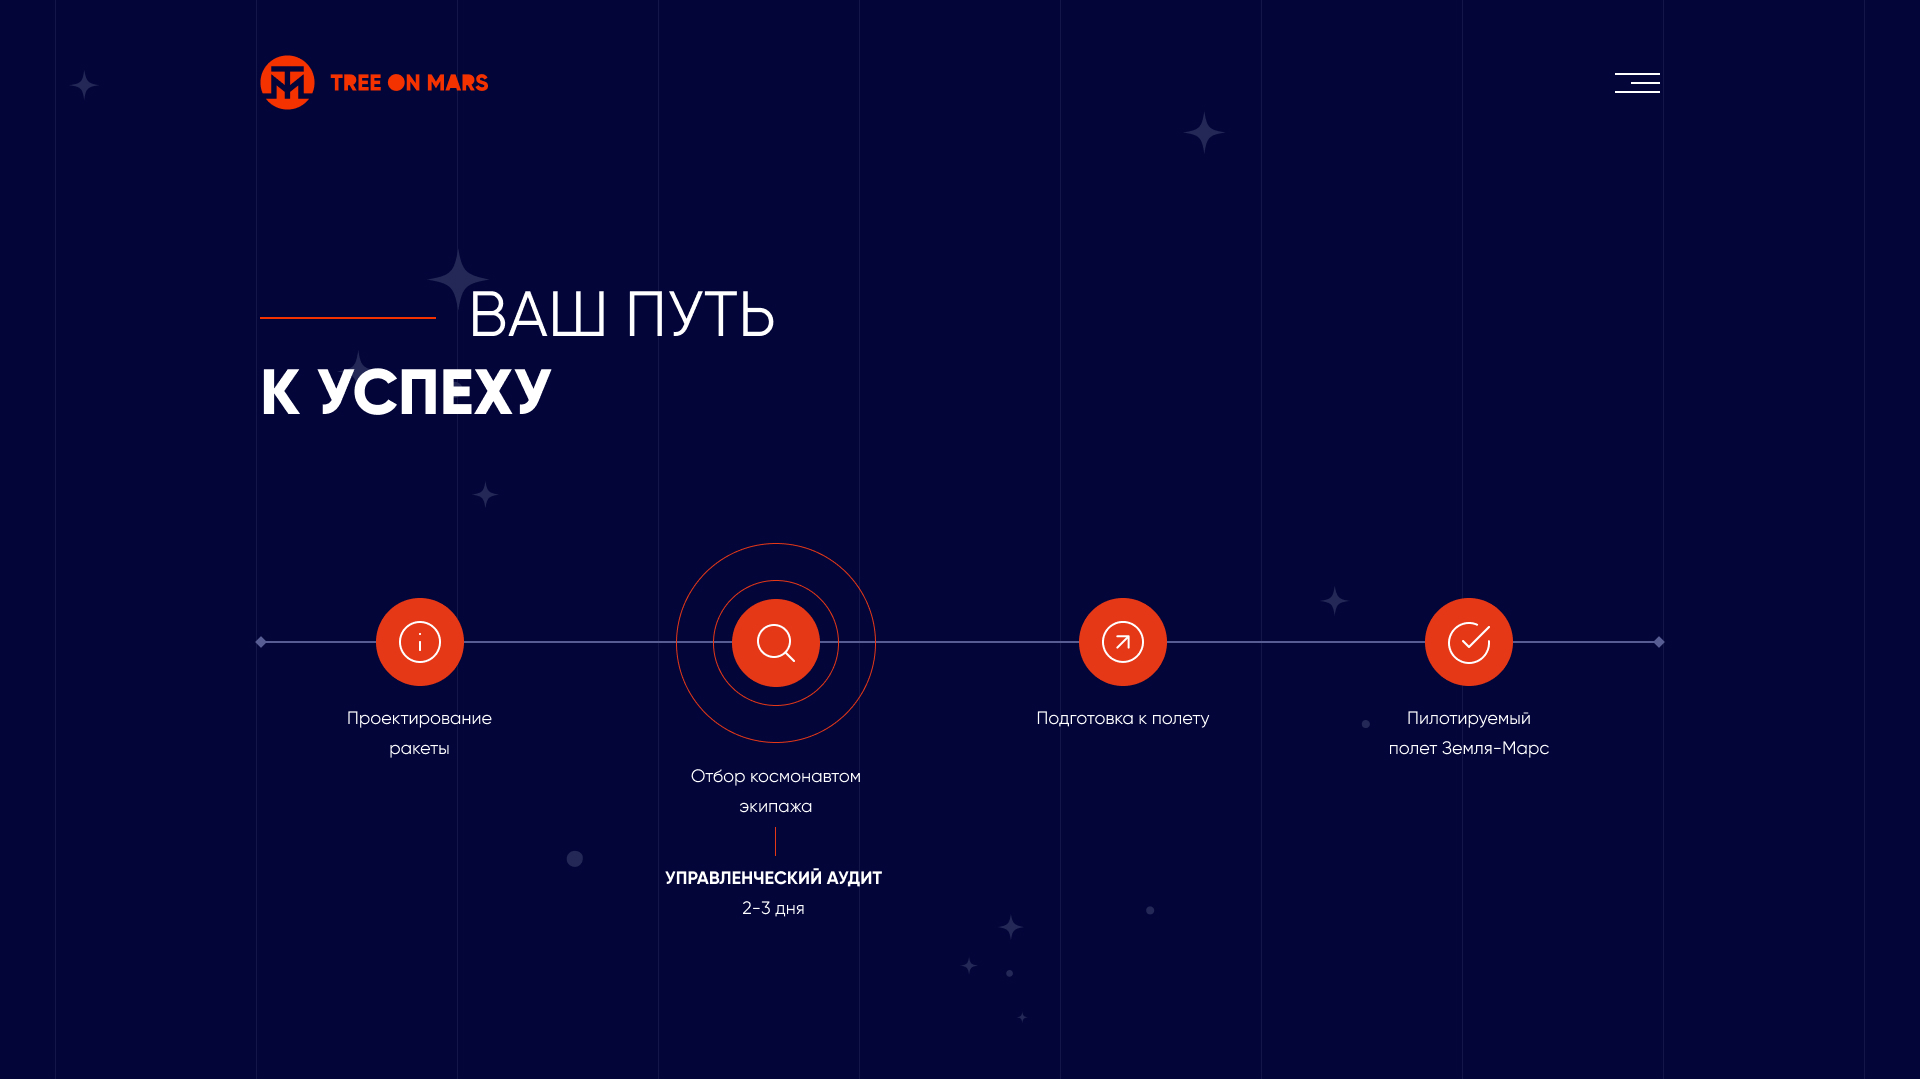 TREE ON MARS
ВАШ ПУТЬ
К УСПЕХУ
Проектирование
ракеты
Отбор космонавтом
экипажа
УПРАВЛЕНЧЕСКИЙ АУДИТ
2-3 дня
Подготовка к полету
Пилотируемый
полет Земля-Марс